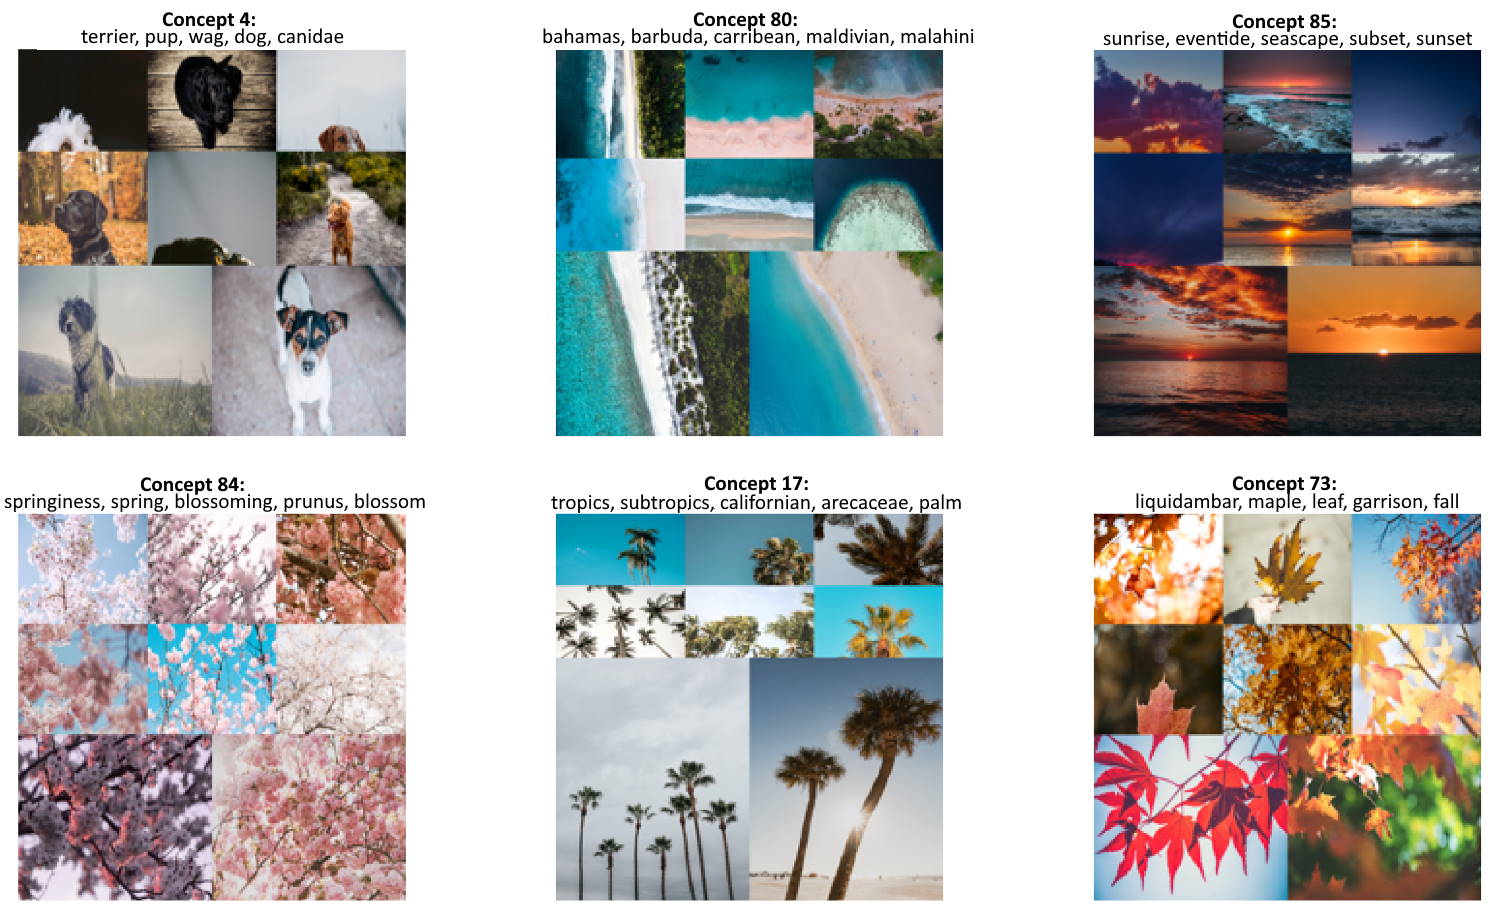 Concept 4:
terrier, pup, wag, dog, canidae
Concept 80:
bahamas, barbuda, carribean, maldivian, malahini
Concept 85:
sunrise, eventide, seascape, subset, sunset
Concept 84:
springiness, spring, blossoming, prunus, blossom
Concept 17:
tropics, subtropics, californian, arecaceae, palm
Concept 73:
liquidambar, maple, leaf, garrison, fall